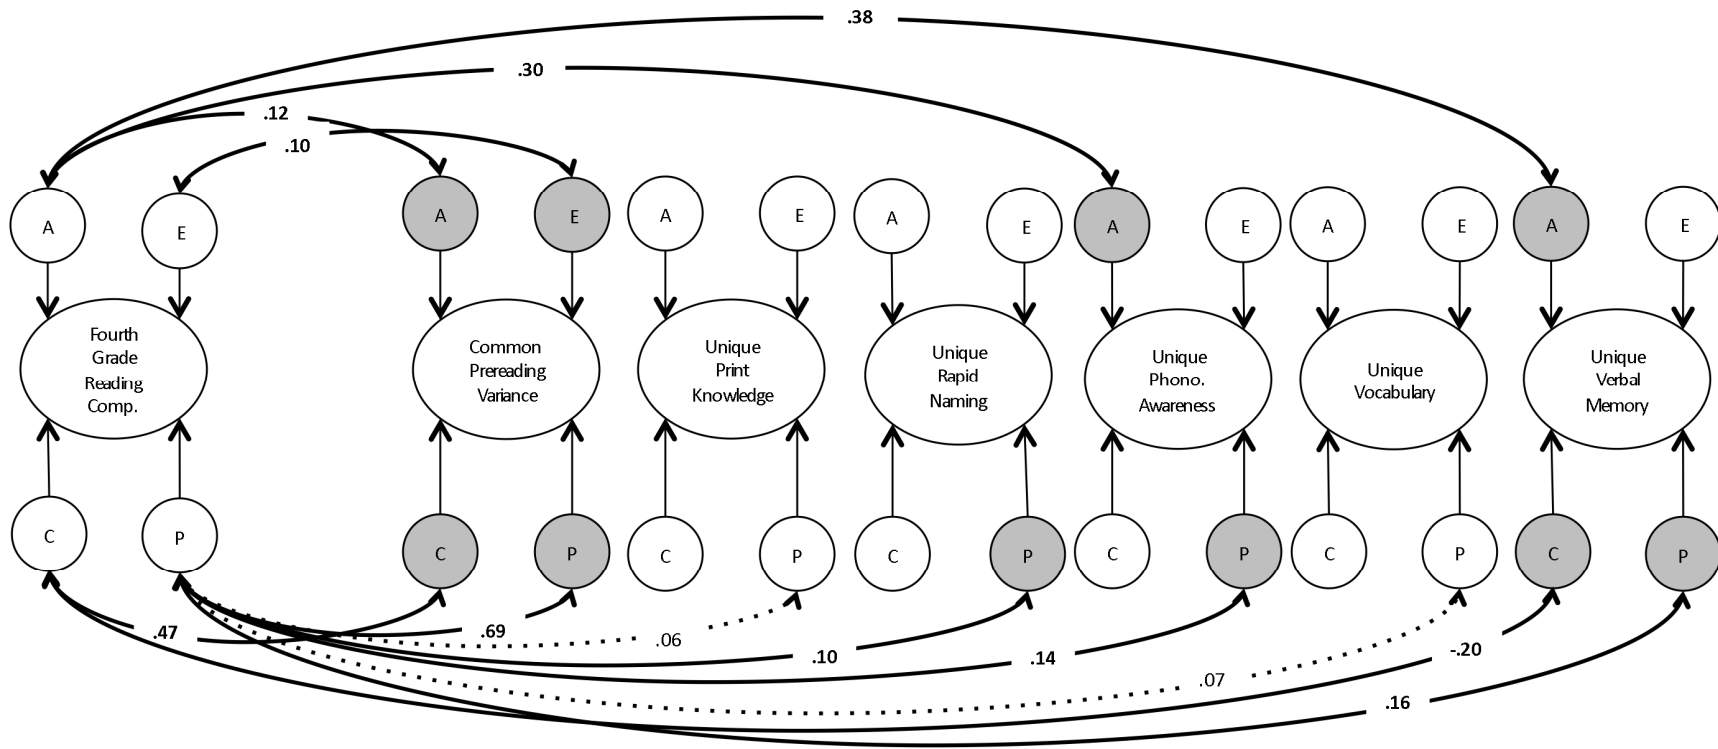 .38
.30
.12
.10
A
E
A
E
A
E
A
E
A
E
A
E
A
E
Fourth
Grade
Reading
Comp.
Common
Prereading
Variance
Unique
Print
Knowledge
Unique
Rapid
Naming
Unique
Phono.
Awareness
Unique
Vocabulary
Unique
Verbal
Memory
C
P
C
P
C
P
C
P
C
P
C
P
C
P
.47
.69
.06
.10
.14
.07
-.20
.16